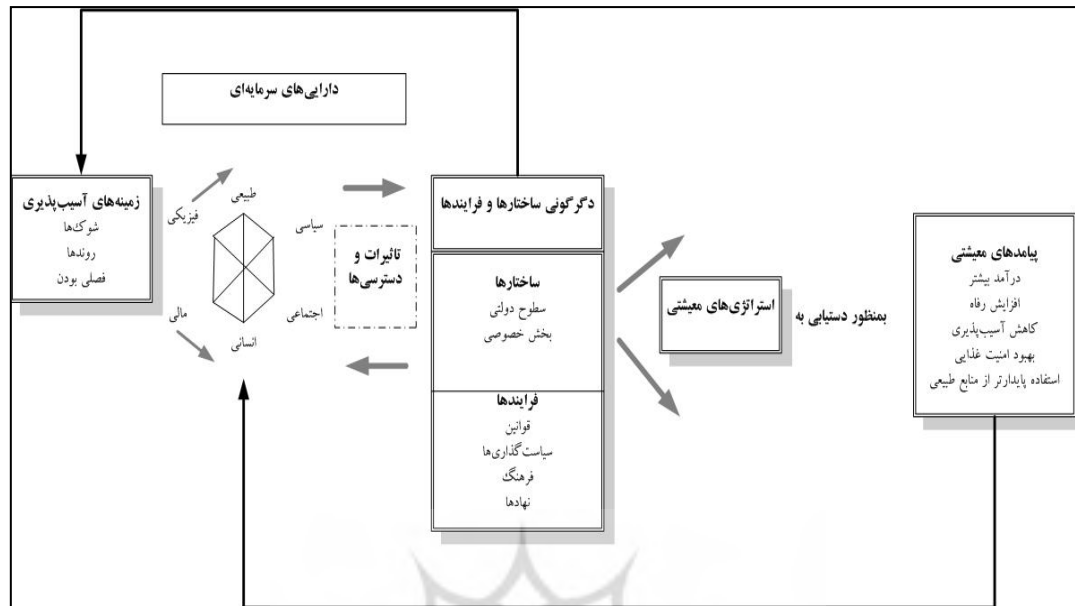 دارایی‌های سرمایه‌ای
زمینه‌های آسیب‌پذیری
شوک‌ها
روندها
فصلی بودن
طبیعی
فیزیکی
سیاسی
مالی
اجتماعی
انسانی
تاثیرات و
دسترسی‌ها
دگرگونی ساختارها و فرایندها
ساختارها
سطوح دولتی
بخش خصوصی
فرایندها
قوانین
سیاست‌گذاری‌ها
فرهنگ
نهادها
استراتژی‌های معیشتی
بمنظور دستیابی به
پیامدهای معیشتی
درآمد بیشتر
افزایش رفاه
کاهش آسیب‌پذیری
بهبود امنیت غذایی
استفاده پایدارتر از منابع طبیعی